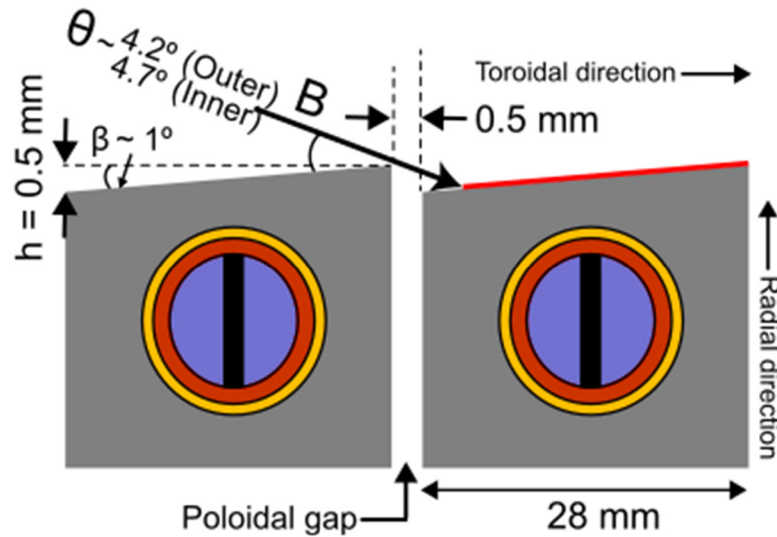 θ~4.2º (Outer)
4.7º (Inner)
B
Toroidal direction
0.5 mm
β ~ 1º
h = 0.5 mm
Radial direction
Poloidal gap
28 mm